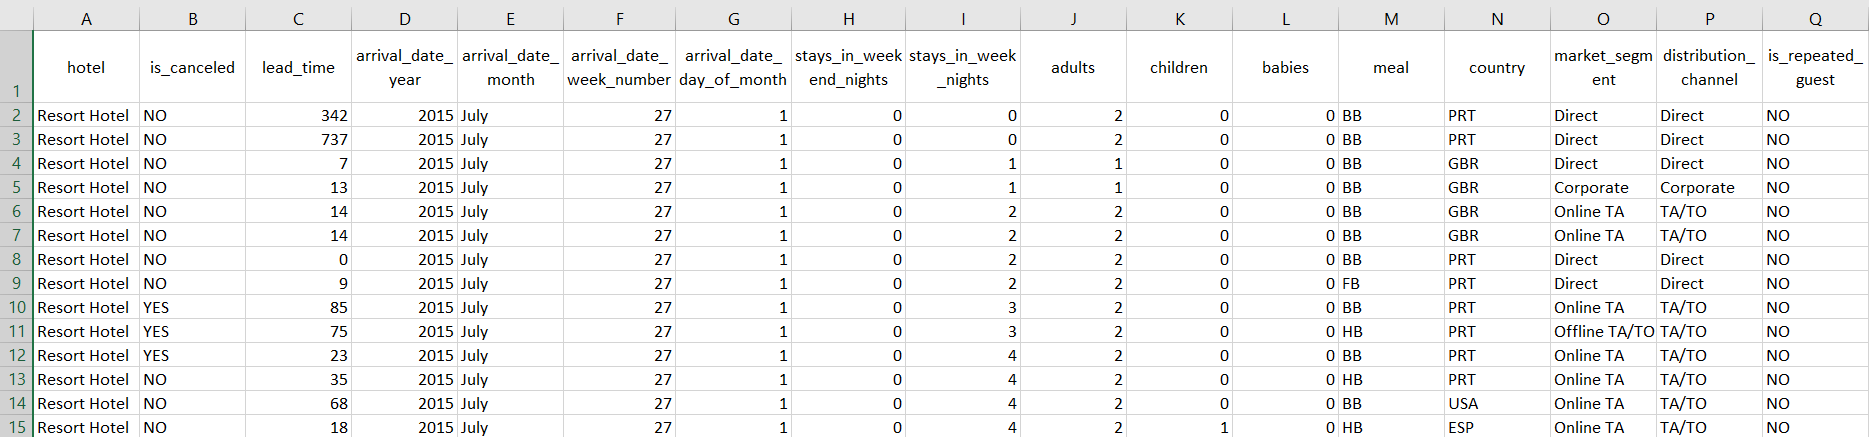 A B C D E F G H I J K L M N O P Q
1 hotel is_canceled lead_time arrival_date_year arrival_date_month arrival_date_week_number arrival_date_day_of_month stays_in_weekend_nights stays_in_week_nights adults children babies meal country market_segment distribution_channel is_repeated_guest
2 Resort Hotel NO 342 2015 July 27 1 0 0 2 0 0 BB PRT Direct Direct NO
3 Resort Hotel NO 737 2015 July 27 1 0 0 2 0 0 BB PRT Direct Direct NO
4 Resort Hotel NO 7 2015 July 27 1 0 1 1 0 0 BB GBR Direct Direct NO
5 Resort Hotel NO 13 2015 July 27 1 0 1 1 0 0 BB GBR Corporate Corporate NO
6 Resort Hotel NO 14 2015 July 27 1 0 2 2 0 0 BB GBR Online TA TA/TO NO
7 Resort Hotel NO 14 2015 July 27 1 0 2 2 0 0 BB GBR Online TA TA/TO NO
8 Resort Hotel NO 0 2015 July 27 1 0 2 2 0 0 BB PRT Direct Direct NO
9 Resort Hotel NO 9 2015 July 27 1 0 2 2 0 0 FB PRT Direct Direct NO
10 Resort Hotel YES 85 2015 July 27 1 0 3 2 0 0 BB PRT Online TA TA/TO NO
11 Resort Hotel YES 75 2015 July 27 1 0 3 2 0 0 HB PRT Offline TA/TO TA/TO NO
12 Resort Hotel YES 23 2015 July 27 1 0 4 2 0 0 BB PRT Online TA TA/TO NO
13 Resort Hotel NO 35 2015 July 27 1 0 4 2 0 0 HB PRT Online TA TA/TO NO
14 Resort Hotel NO 68 2015 July 27 1 0 4 2 0 0 BB USA Online TA TA/TO NO
15 Resort Hotel NO 18 2015 July 27 1 0 4 2 1 0 HB ESP Online TA TA/TO NO